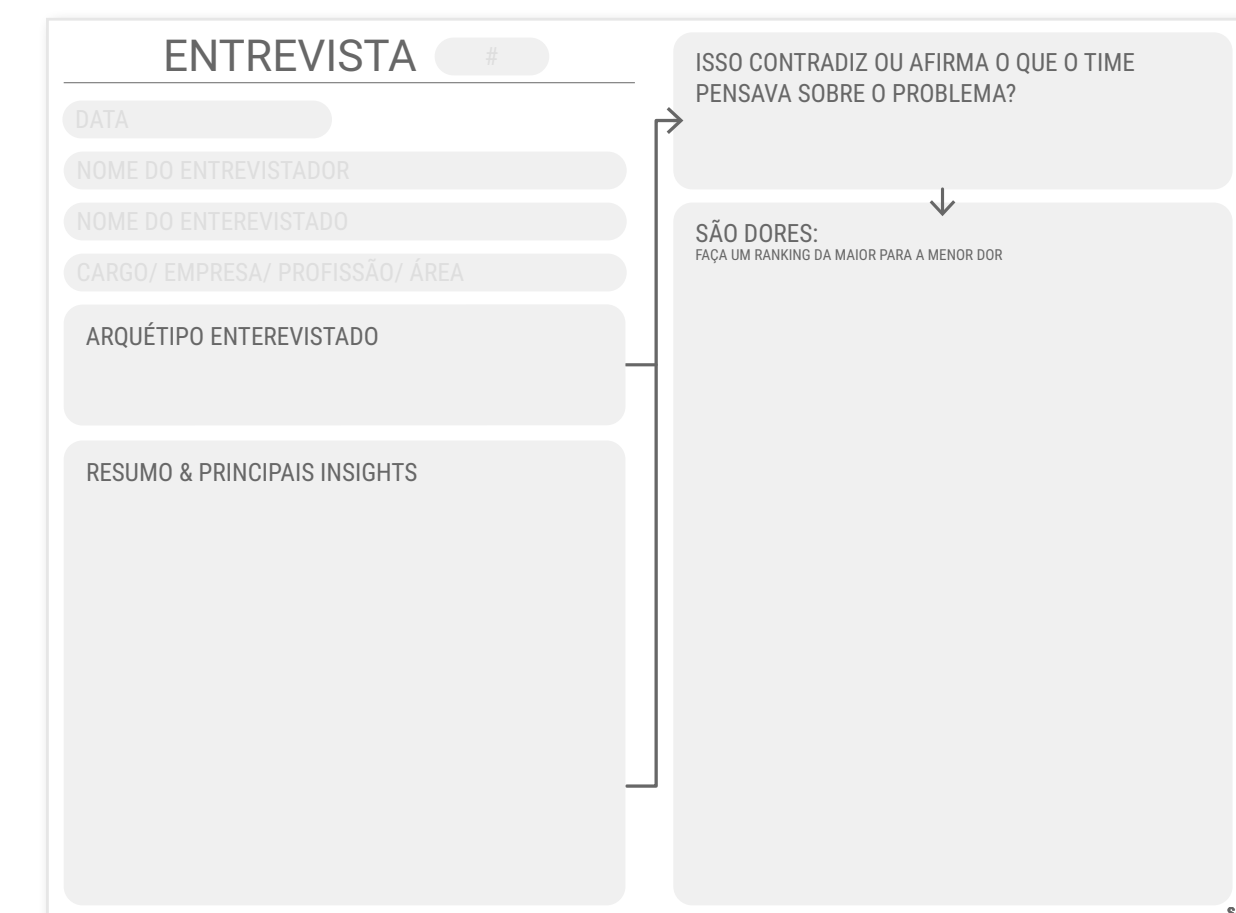 ENTREVISTA #
DATA
NOME DO ENTREVISTADOR
NOME DO ENTEREVISTADO
CARGO/ EMPRESA/ PROFISSÃO/ ÁREA
ARQUÉTIPO ENTEREVISTADO
RESUMO & PRINCIPAIS INSIGHTS
ISSO CONTRADIZ OU AFIRMA O QUE O TIME
PENSAVA SOBRE O PROBLEMA?
SÃO DORES:
FAÇA UM RANKING DA MAIOR PARA A MENOR DOR